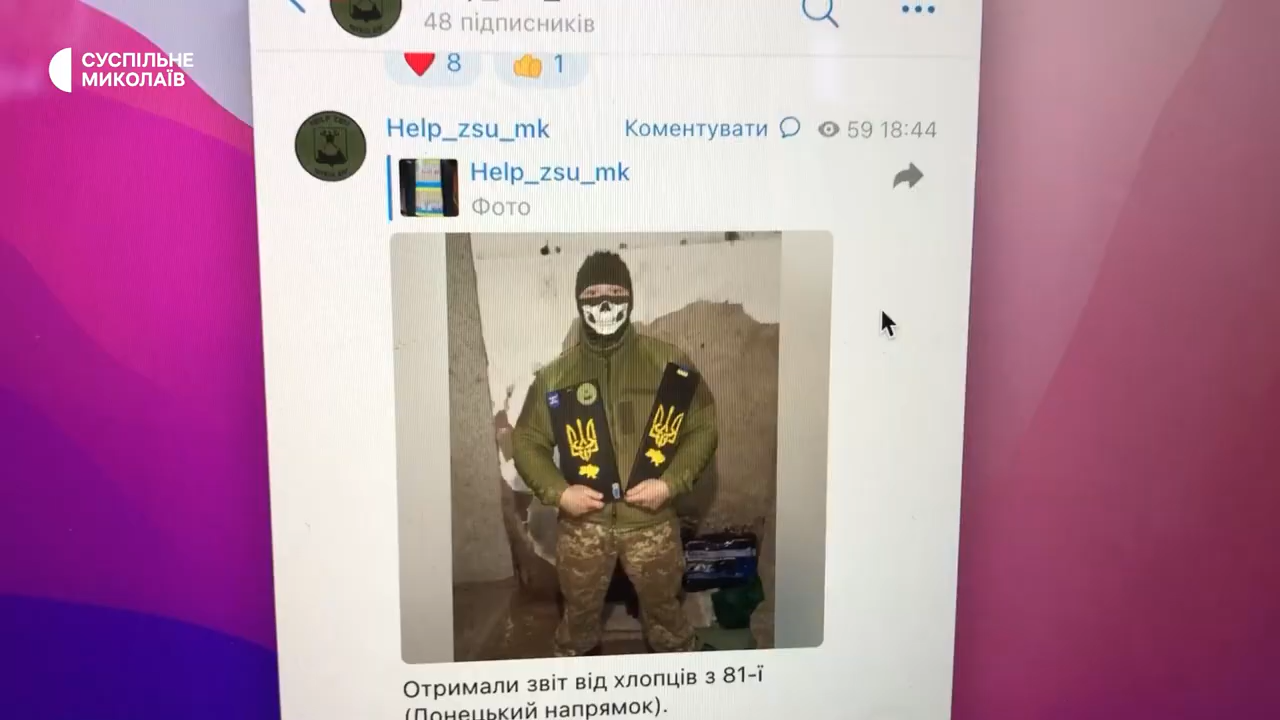 СУСПІЛЬНЕ
МИКОЛАЇВ
48 підписників
8
1
Help_zsu_mk
Коментувати
59 18:44
Help_zsu_mk
Фото
Отримали звіт від хлопців з 81-ї
(Донецький напрямок).